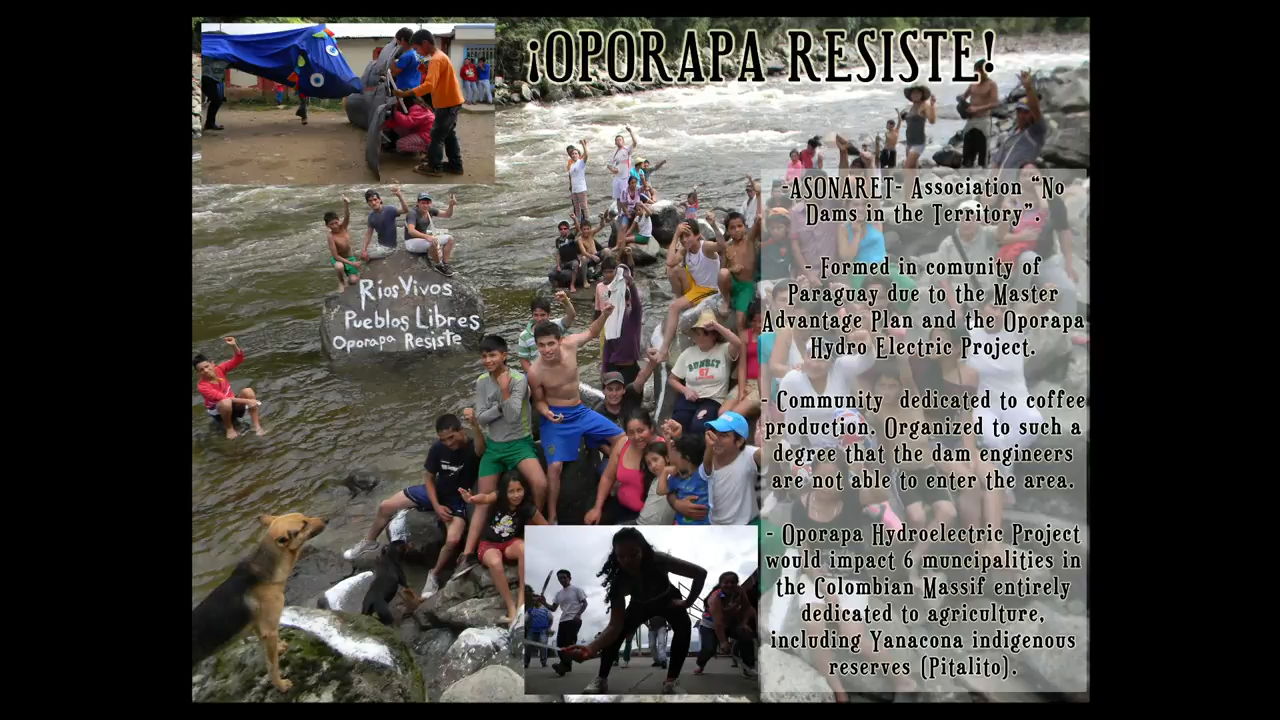 ¡OPORAPA RESISTE!
-ASONARET- Association “No
Dams in the Territory”.
- Formed in comunity of
Paraguay due to the Master
Advantage Plan and the Oporapa
Hydro Electric Project.
- Community dedicated to coffee
production. Organized to such a
degree that the dam engineers
are not able to enter the area.
- Oporapa Hydroelectric Project
would impact 6 muncipalities in
the Colombian Massif entirely
dedicated to agriculture,
including Yanacona indigenous
reserves (Pitalito).
Ríos Vivos
Pueblos Libres
Oporapa Resiste
SUNSET
67